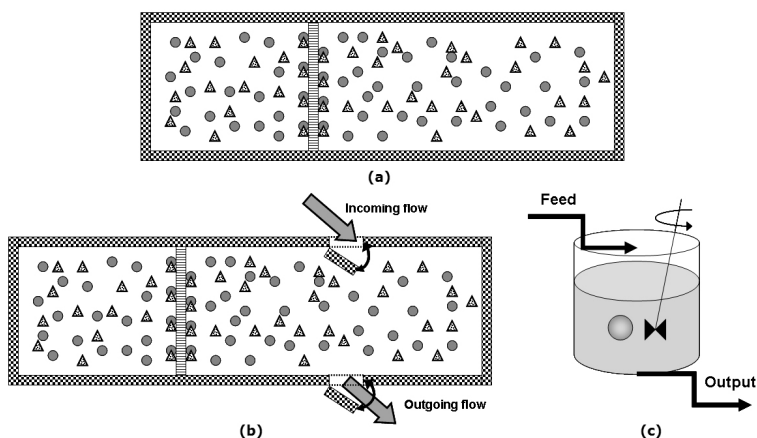 (a)
Incoming flow
Outgoing flow
(b)
Feed
Output
(c)